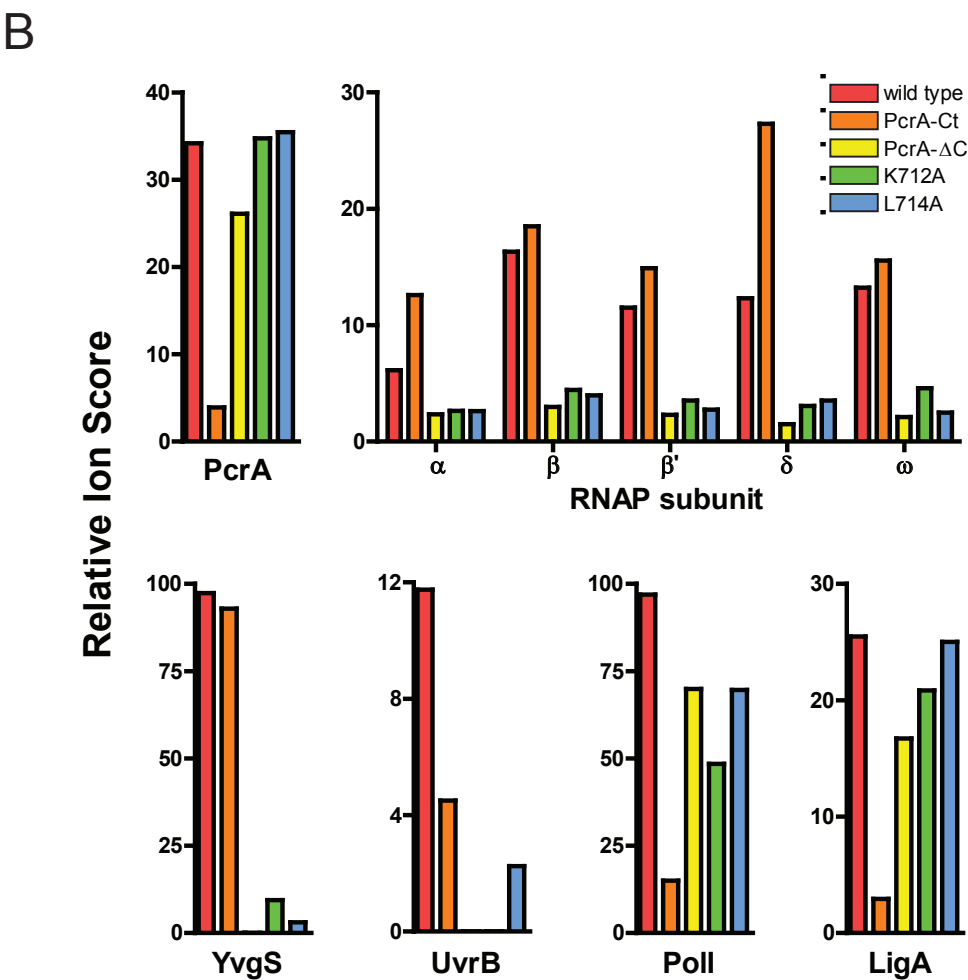 B
Relative Ion Score
40
30
20
10
0
PcrA
30
20
10
0
α β β' δ ω
RNAP subunit
wild type
PcrA-Ct
PcrA-ΔC
K712A
L714A
100
75
50
25
0
YvgS
12
8
4
0
UvrB
100
75
50
25
0
PolI
30
20
10
0
LigA